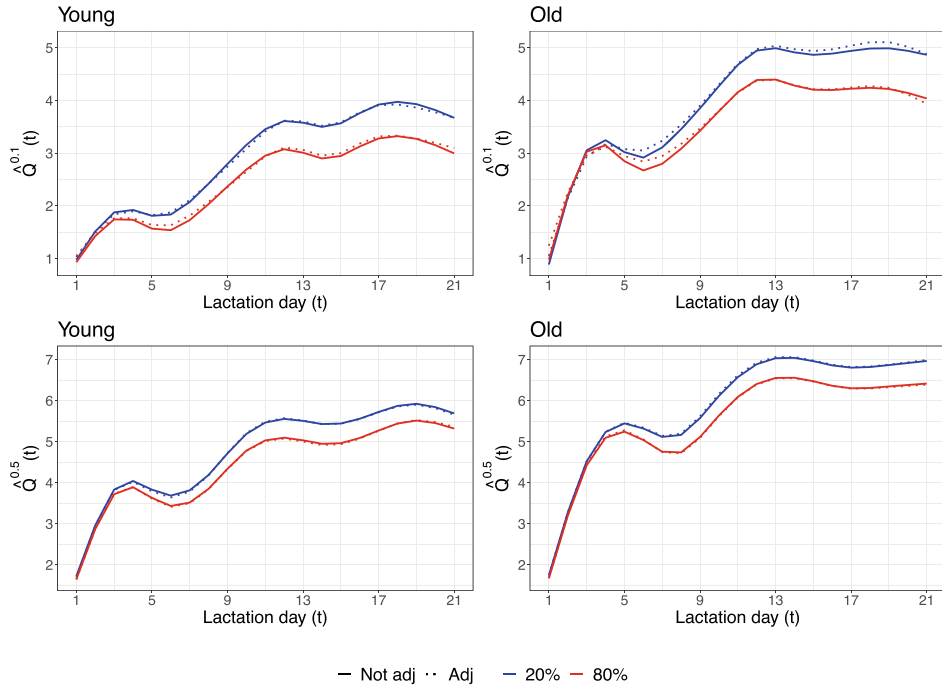 Young
Old
5
4
3
2
1
Q̂^0.1 (t)
1 5 9 13 17 21
Lactation day (t)
5
4
3
2
1
Q̂^0.1 (t)
1 5 9 13 17 21
Lactation day (t)
Young
Old
7
6
5
4
3
2
Q̂^0.5 (t)
1 5 9 13 17 21
Lactation day (t)
7
6
5
4
3
2
Q̂^0.5 (t)
1 5 9 13 17 21
Lactation day (t)
Not adj Adj 20% 80%